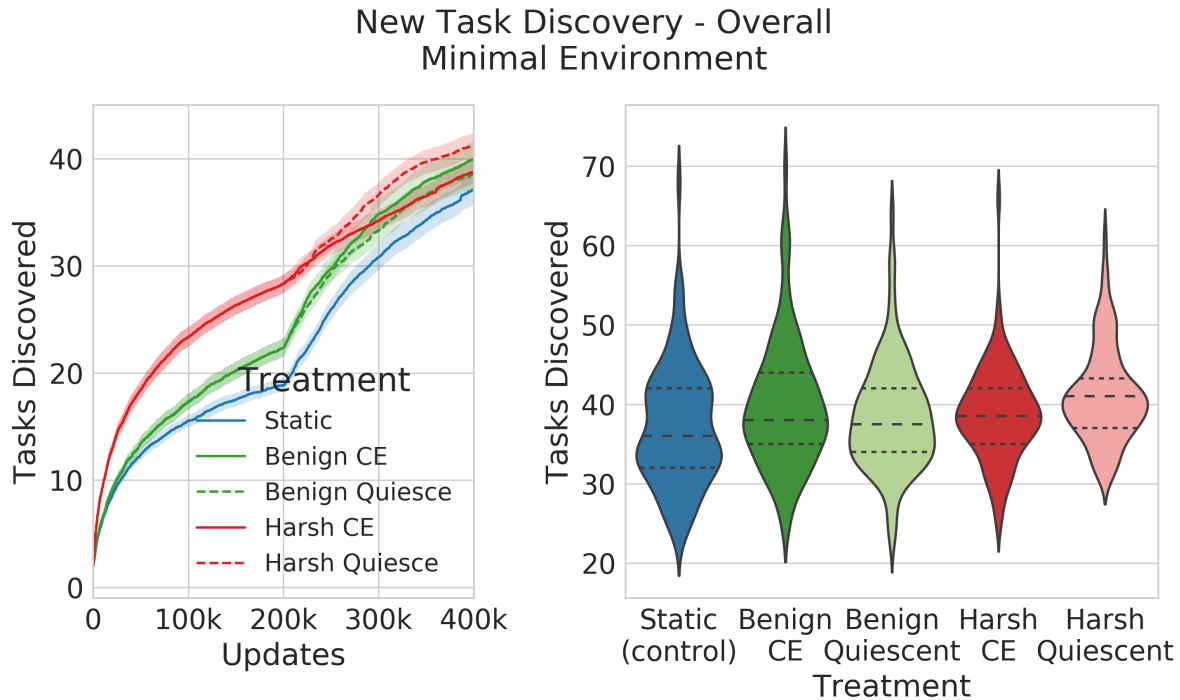 New Task Discovery - Overall
Minimal Environment
Tasks Discovered
40
30
20
10
0
0 100k 200k 300k 400k
Updates
Treatment
Static
Benign CE
Benign Quiesce
Harsh CE
Harsh Quiesce
Tasks Discovered
70
60
50
40
30
20
Static Benign Benign Harsh Harsh
(control) CE Quiescent CE Quiescent
Treatment